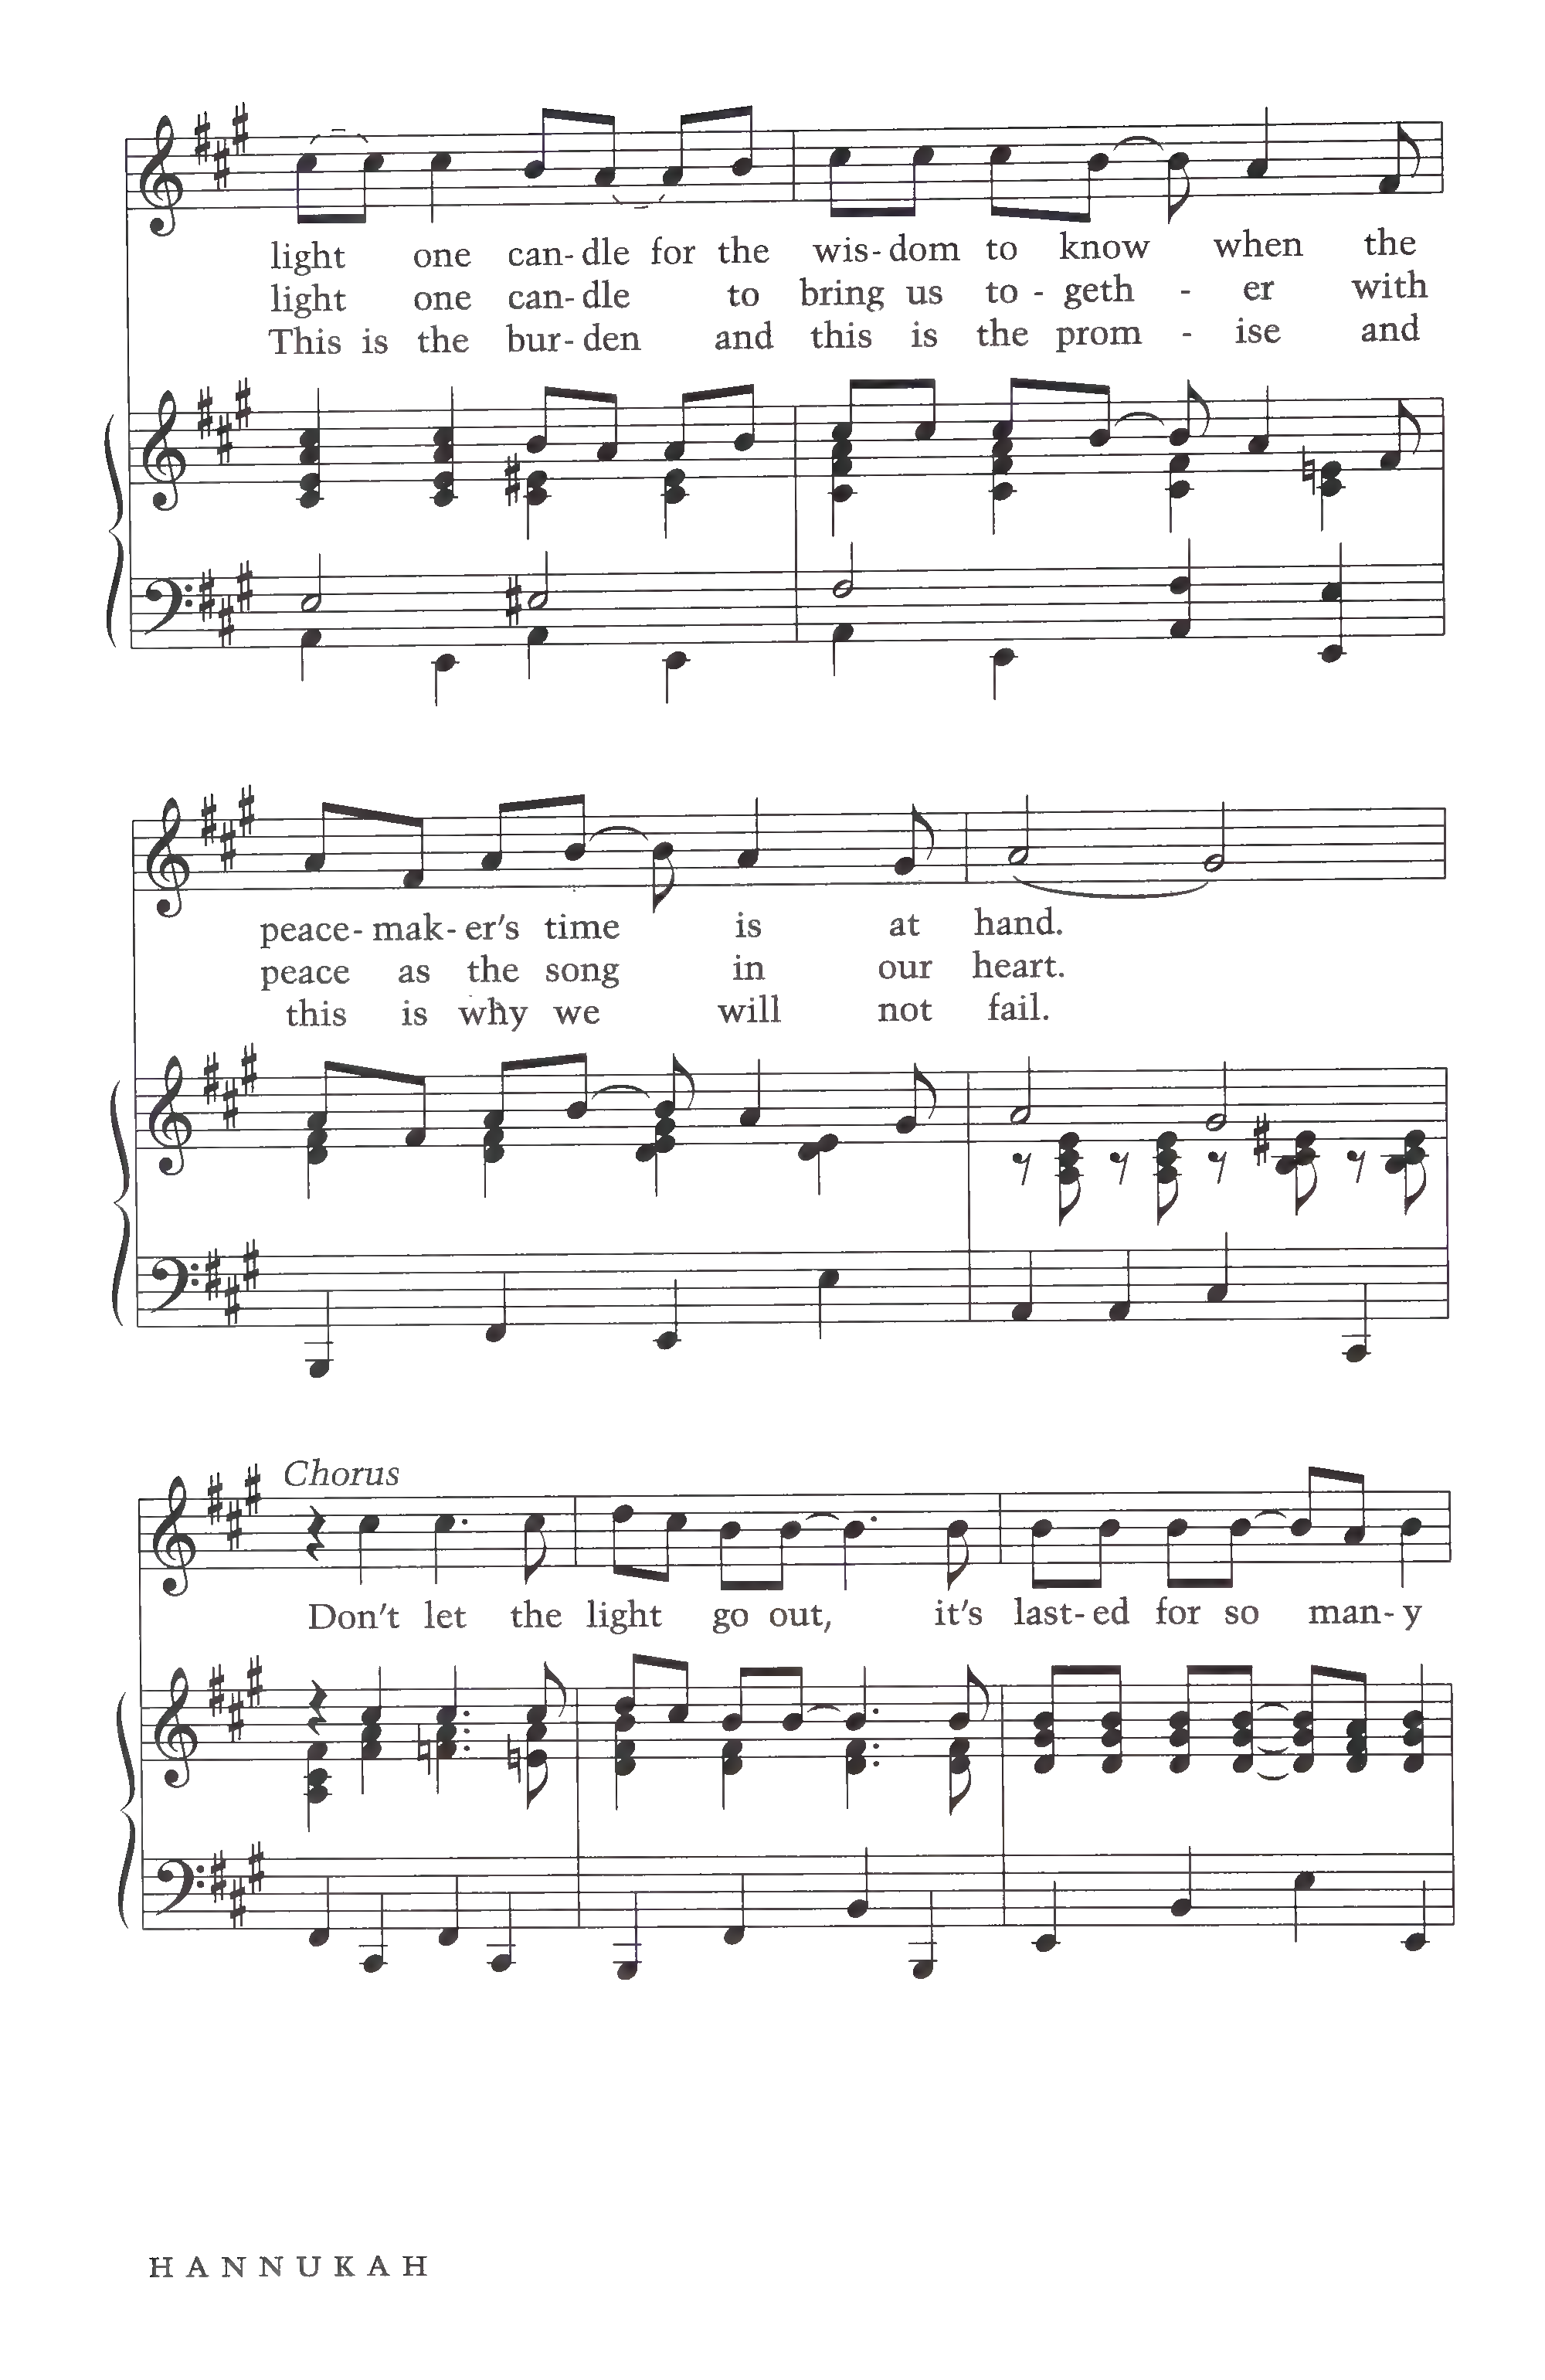 light one can- dle for the wis- dom to know when the
light one can- dle to bring us to - geth - er with
This is the bur- den and this is the prom - ise and
peace- mak- er's time is at hand.
peace as the song in our heart.
this is why we will not fail.
Chorus
Don't let the light go out, it's last- ed for so man- y
HANNUKAH